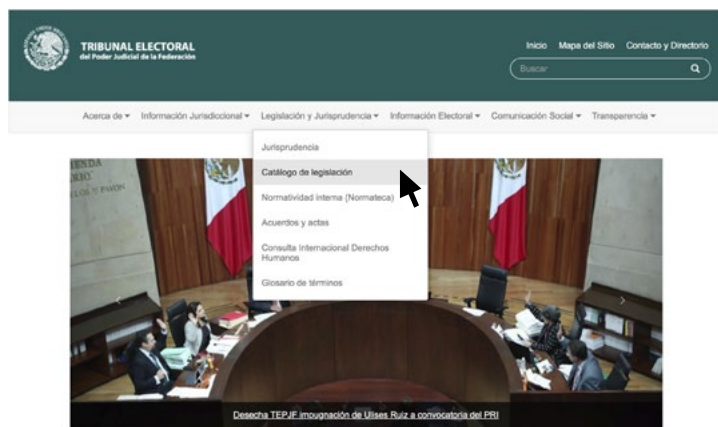 TRIBUNAL ELECTORAL
del Poder Judicial de la Federación
Inicio Mapa del Sitio Contacto y Directorio
Buscar
Acerca de Información Jurisdiccional Legislación y Jurisprudencia Información Electoral Comunicación Social Transparencia
Jurisprudencia
Catálogo de legislación
Normatividad interna (Normateca)
Acuerdos y actas
Consulta Internacional Derechos
Humanos
Glosario de términos
Desecha TEPJF impugnación de Ulises Ruiz a convocatoria del PRI